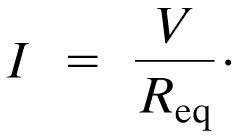 I = V / R_eq.